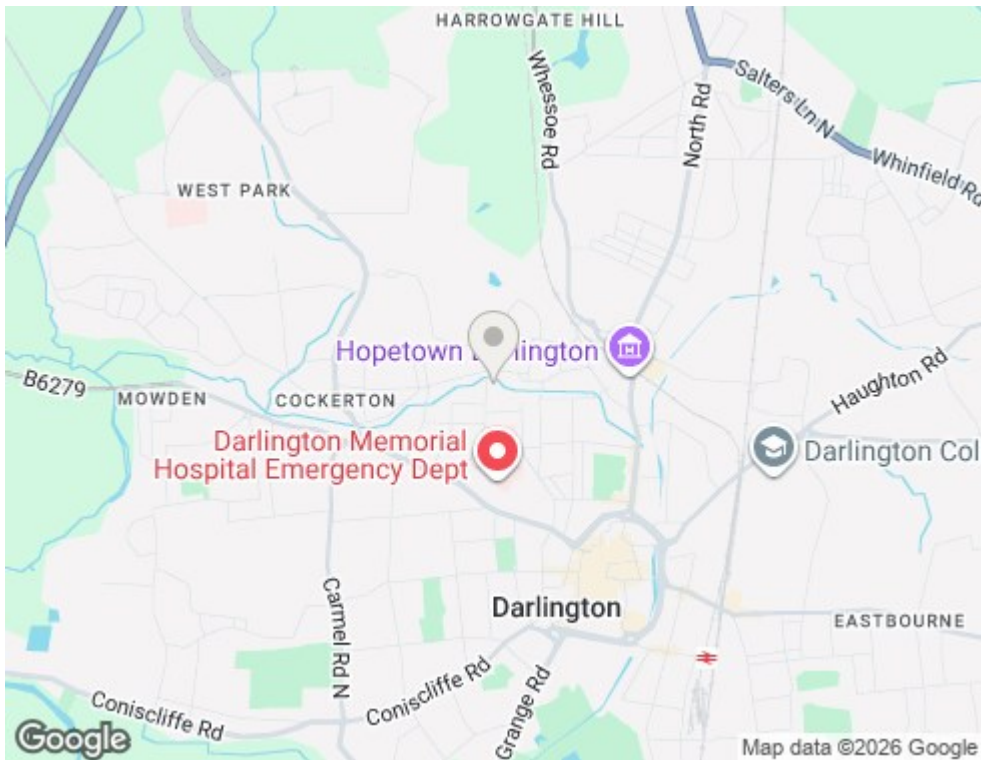 HARROWGATE HILL
Whessoe Rd
North Rd
Salters Ln N
Whinfield Rd
WEST PARK
Hopetown Darlington
B6279
MOWDEN
COCKERTON
Haughton Rd
Darlington Memorial
Hospital Emergency Dept
Darlington Col
Darlington
EASTBOURNE
Carmel Rd N
Coniscliffe Rd
Coniscliffe Rd
Grange Rd
Google
Map data ©2026 Google